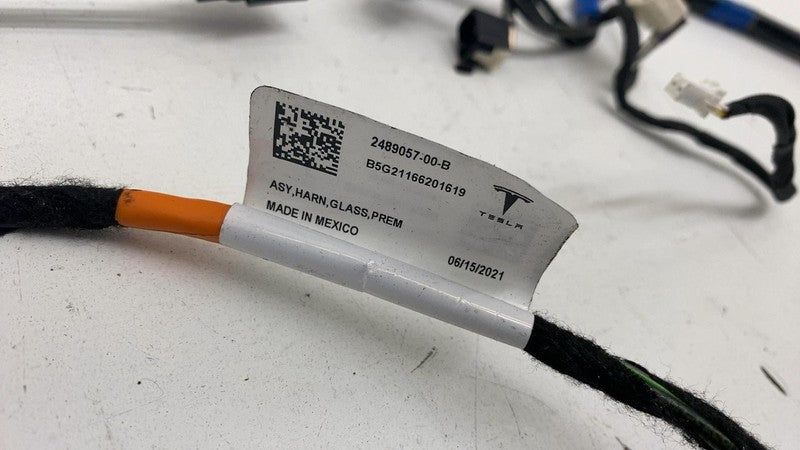 2489057-00-B
B5G21166201619
ASY,HARN,GLASS,PREM
MADE IN MEXICO
TESLA
06/15/2021